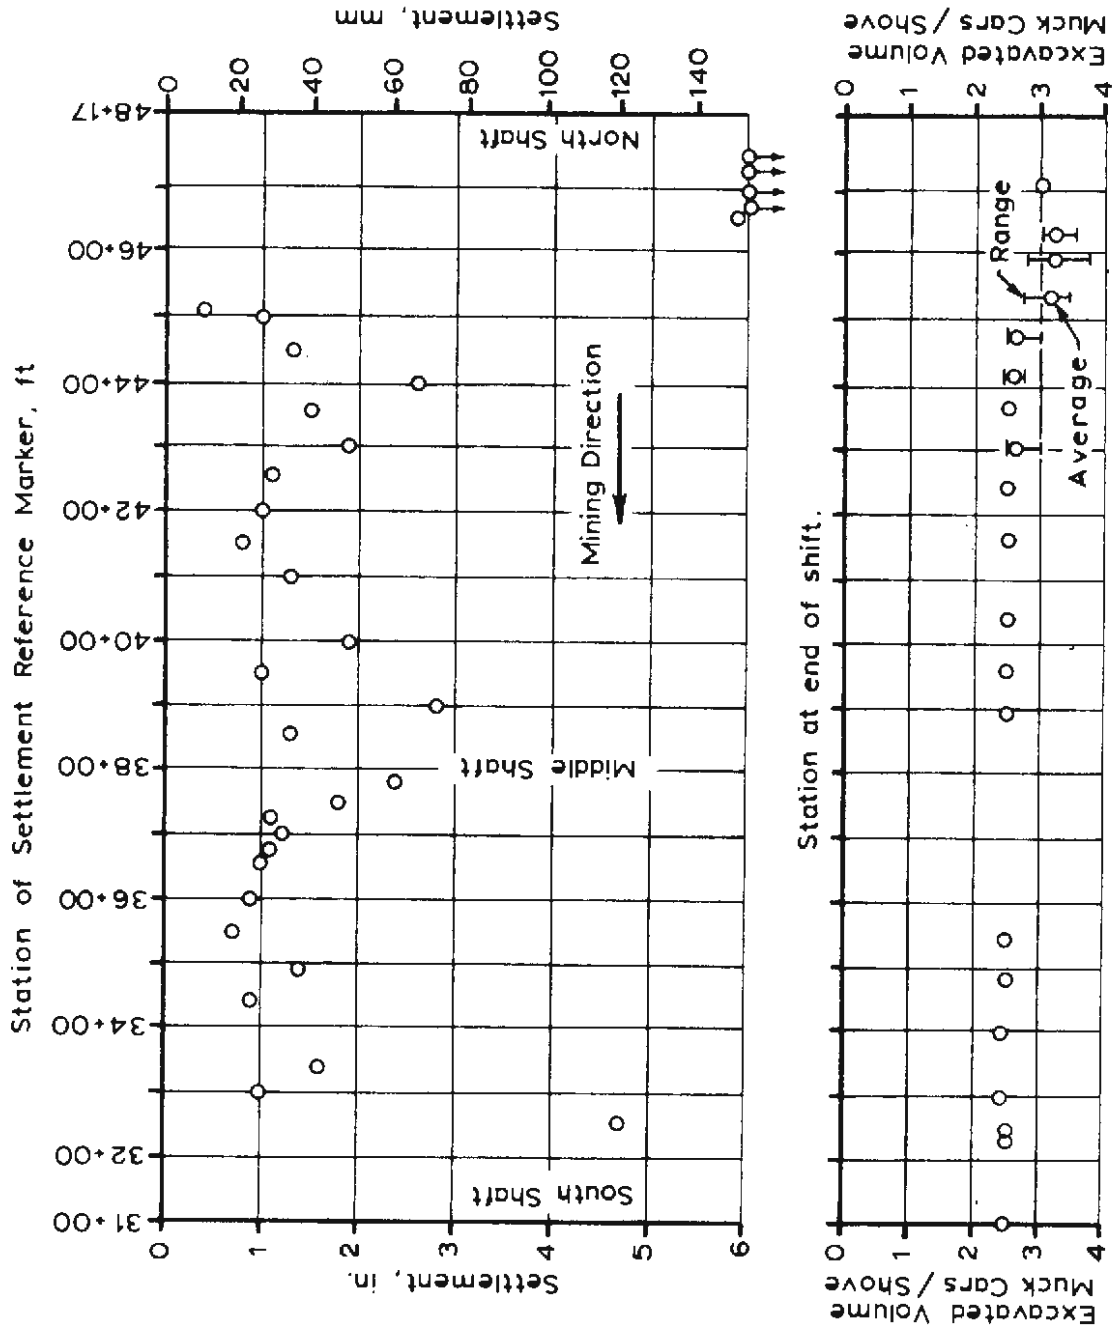 Station of Settlement Reference Marker, ft
31+00
32+00
34+00
36+00
38+00
40+00
42+00
44+00
46+00
48+17
Settlement, in.
0
1
2
3
4
5
6
Settlement, mm
0
20
40
60
80
100
120
140
South Shaft
Middle Shaft
North Shaft
Mining Direction
Station at end of shift.
Excavated Volume
Muck Cars / Shove
0
1
2
3
4
Range
Average
Excavated Volume
Muck Cars / Shove
0
1
2
3
4